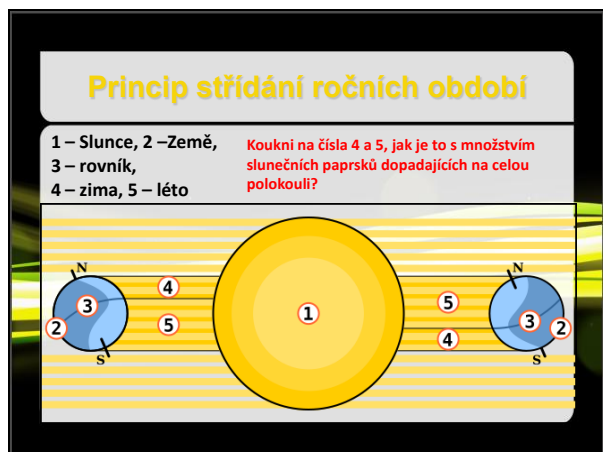 Princip střídání ročních období
1 – Slunce, 2 –Země,
3 – rovník,
4 – zima, 5 – léto
Koukni na čísla 4 a 5, jak je to s množstvím
slunečních paprsků dopadajících na celou
polokouli?
N
4
3
2
5
S
1
N
5
3
2
4
S